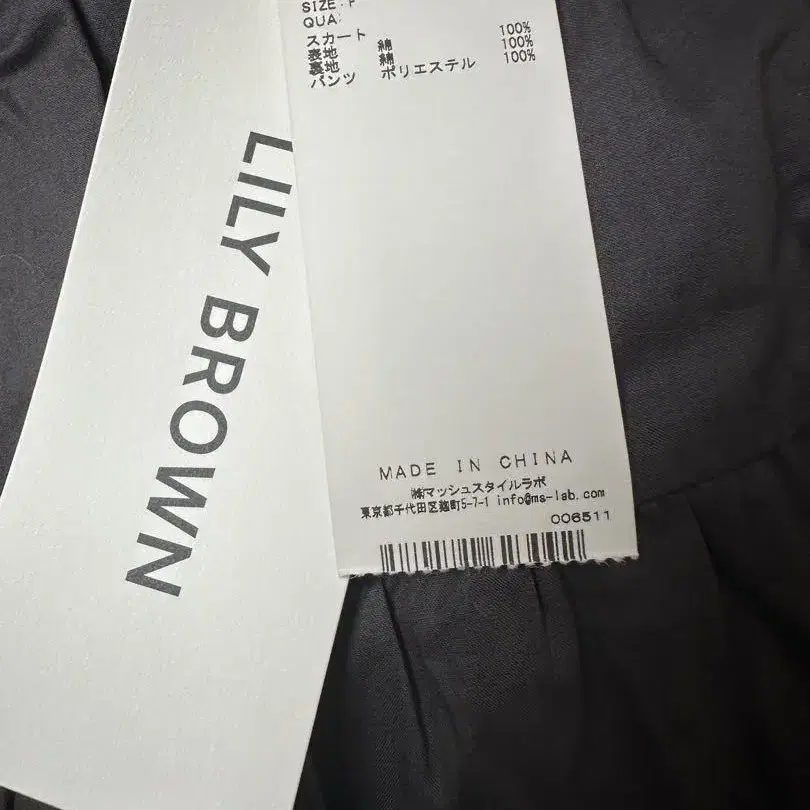 LILY BROWN
SIZE:F
QUA:
スカート
表地 綿 100%
裏地 綿 100%
パンツ ポリエステル 100%
MADE IN CHINA
㈱マッシュスタイルラボ
東京都千代田区麹町5-7-1 info@ms-lab.com
006511